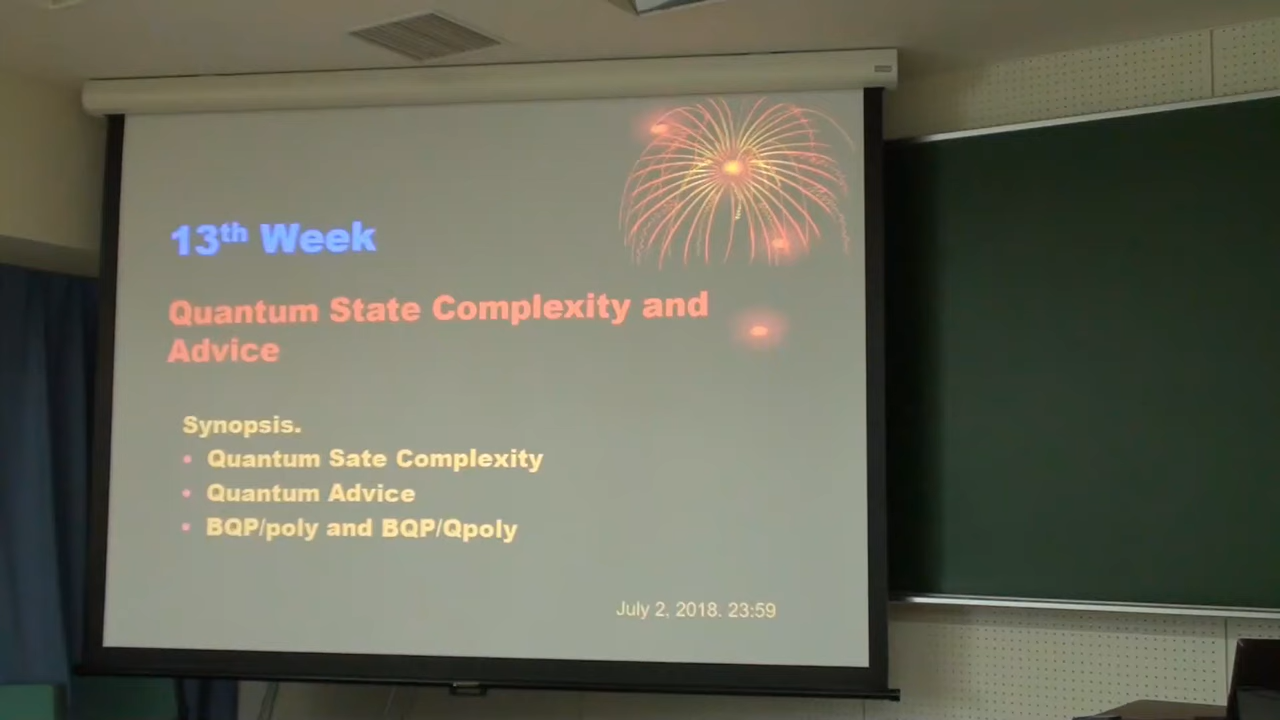 13th Week
Quantum State Complexity and
Advice
Synopsis.
• Quantum Sate Complexity
• Quantum Advice
• BQP/poly and BQP/Qpoly
July 2, 2018. 23:59